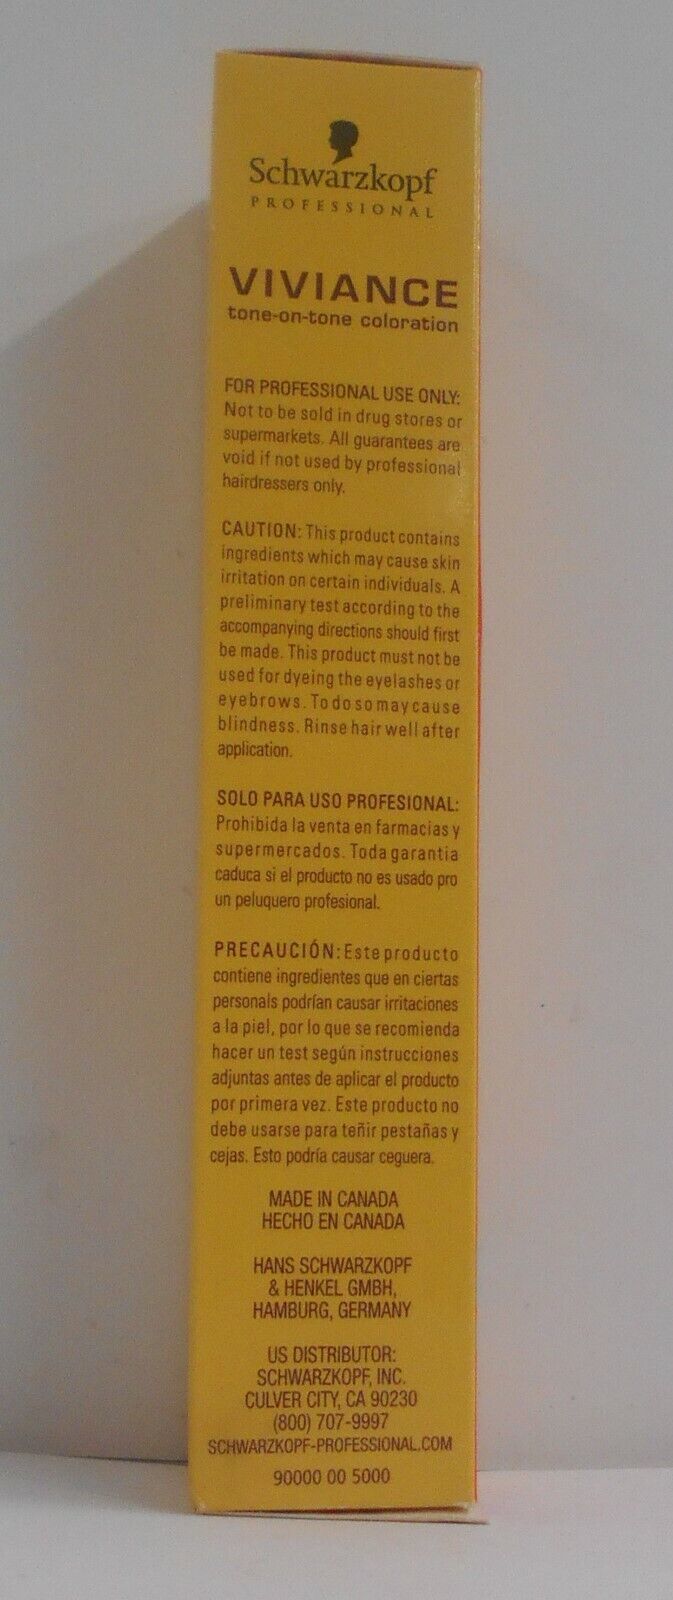 Schwarzkopf
PROFESSIONAL
VIVIANCE
tone-on-tone coloration
FOR PROFESSIONAL USE ONLY:
Not to be sold in drug stores or
supermarkets. All guarantees are
void if not used by professional
hairdressers only.
CAUTION: This product contains
ingredients which may cause skin
irritation on certain individuals. A
preliminary test according to the
accompanying directions should first
be made. This product must not be
used for dyeing the eyelashes or
eyebrows. To do so may cause
blindness. Rinse hair well after
application.
SOLO PARA USO PROFESIONAL:
Prohibida la venta en farmacias y
supermercados. Toda garantia
caduca si el producto no es usado pro
un peluquero profesional.
PRECAUCIÓN: Este producto
contiene ingredientes que en ciertas
personals podrían causar irritaciones
a la piel, por lo que se recomienda
hacer un test según instrucciones
adjuntas antes de aplicar el producto
por primera vez. Este producto no
debe usarse para teñir pestañas y
cejas. Esto podría causar ceguera.
MADE IN CANADA
HECHO EN CANADA
HANS SCHWARZKOPF
& HENKEL GMBH,
HAMBURG, GERMANY
US DISTRIBUTOR:
SCHWARZKOPF, INC.
CULVER CITY, CA 90230
(800) 707-9997
SCHWARZKOPF-PROFESSIONAL.COM
90000 00 5000